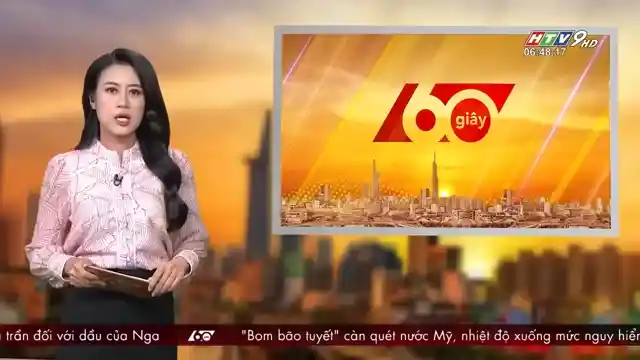 HTV9 HD
06:48:17
60
giây
trần đối với dầu của Nga
60
"Bom bão tuyết" càn quét nước Mỹ, nhiệt độ xuống mức nguy hiể